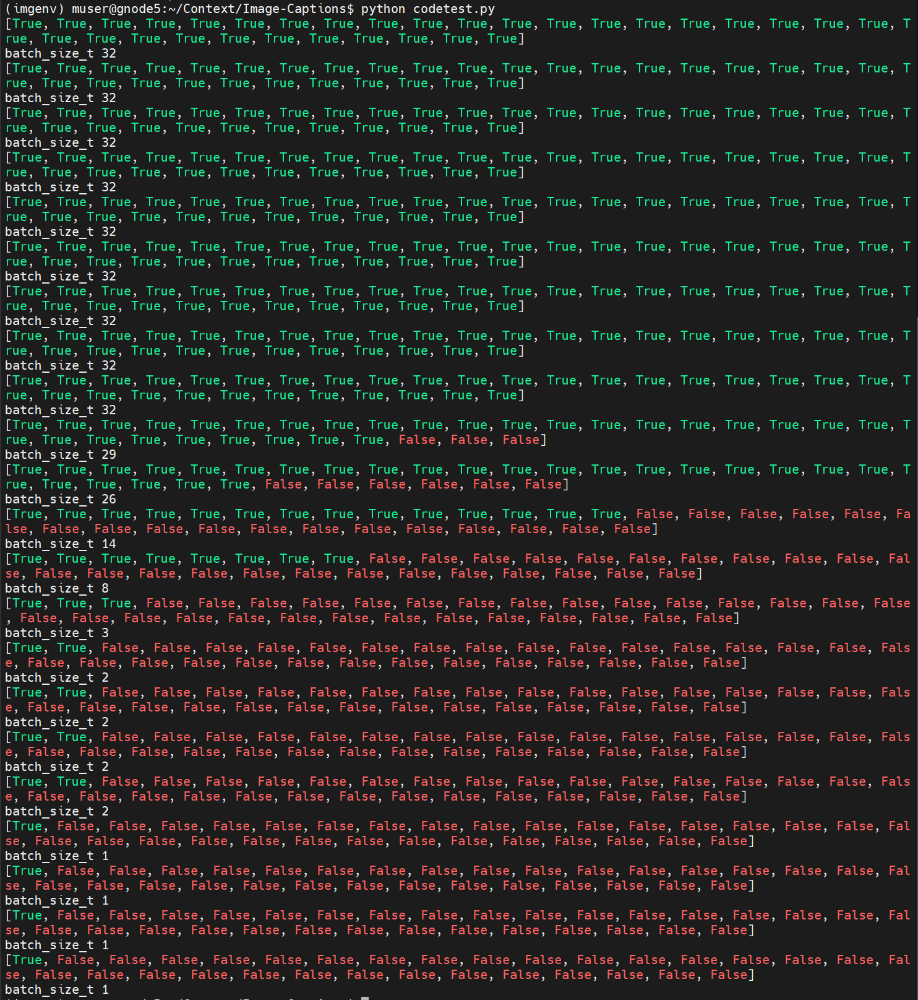 (imgenv) muser@gnode5:~/Context/Image-Captions$ python codetest.py
[True, True, True, True, True, True, True, True, True, True, True, True, True, True, True, True, True, True, True, True, T
rue, True, True, True, True, True, True, True, True, True, True, True]
batch_size_t 32
[True, True, True, True, True, True, True, True, True, True, True, True, True, True, True, True, True, True, True, True, T
rue, True, True, True, True, True, True, True, True, True, True, True]
batch_size_t 32
[True, True, True, True, True, True, True, True, True, True, True, True, True, True, True, True, True, True, True, True, T
rue, True, True, True, True, True, True, True, True, True, True, True]
batch_size_t 32
[True, True, True, True, True, True, True, True, True, True, True, True, True, True, True, True, True, True, True, True, T
rue, True, True, True, True, True, True, True, True, True, True, True]
batch_size_t 32
[True, True, True, True, True, True, True, True, True, True, True, True, True, True, True, True, True, True, True, True, T
rue, True, True, True, True, True, True, True, True, True, True, True]
batch_size_t 32
[True, True, True, True, True, True, True, True, True, True, True, True, True, True, True, True, True, True, True, True, T
rue, True, True, True, True, True, True, True, True, True, True, True]
batch_size_t 32
[True, True, True, True, True, True, True, True, True, True, True, True, True, True, True, True, True, True, True, True, T
rue, True, True, True, True, True, True, True, True, True, True, True]
batch_size_t 32
[True, True, True, True, True, True, True, True, True, True, True, True, True, True, True, True, True, True, True, True, T
rue, True, True, True, True, True, True, True, True, True, True, True]
batch_size_t 32
[True, True, True, True, True, True, True, True, True, True, True, True, True, True, True, True, True, True, True, True, T
rue, True, True, True, True, True, True, True, True, True, True, True]
batch_size_t 32
[True, True, True, True, True, True, True, True, True, True, True, True, True, True, True, True, True, True, True, True, T
rue, True, True, True, True, True, True, True, True, False, False, False]
batch_size_t 29
[True, True, True, True, True, True, True, True, True, True, True, True, True, True, True, True, True, True, True, True, T
rue, True, True, True, True, True, False, False, False, False, False, False]
batch_size_t 26
[True, True, True, True, True, True, True, True, True, True, True, True, True, True, False, False, False, False, False, Fa
lse, False, False, False, False, False, False, False, False, False, False, False, False]
batch_size_t 14
[True, True, True, True, True, True, True, True, False, False, False, False, False, False, False, False, False, False, Fal
se, False, False, False, False, False, False, False, False, False, False, False, False, False]
batch_size_t 8
[True, True, True, False, False, False, False, False, False, False, False, False, False, False, False, False, False, False
, False, False, False, False, False, False, False, False, False, False, False, False, False, False]
batch_size_t 3
[True, True, False, False, False, False, False, False, False, False, False, False, False, False, False, False, False, Fals
e, False, False, False, False, False, False, False, False, False, False, False, False, False, False]
batch_size_t 2
[True, True, False, False, False, False, False, False, False, False, False, False, False, False, False, False, False, Fals
e, False, False, False, False, False, False, False, False, False, False, False, False, False, False]
batch_size_t 2
[True, True, False, False, False, False, False, False, False, False, False, False, False, False, False, False, False, Fals
e, False, False, False, False, False, False, False, False, False, False, False, False, False, False]
batch_size_t 2
[True, True, False, False, False, False, False, False, False, False, False, False, False, False, False, False, False, Fals
e, False, False, False, False, False, False, False, False, False, False, False, False, False, False]
batch_size_t 2
[True, False, False, False, False, False, False, False, False, False, False, False, False, False, False, False, False, Fal
se, False, False, False, False, False, False, False, False, False, False, False, False, False, False]
batch_size_t 1
[True, False, False, False, False, False, False, False, False, False, False, False, False, False, False, False, False, Fal
se, False, False, False, False, False, False, False, False, False, False, False, False, False, False]
batch_size_t 1
[True, False, False, False, False, False, False, False, False, False, False, False, False, False, False, False, False, Fal
se, False, False, False, False, False, False, False, False, False, False, False, False, False, False]
batch_size_t 1
[True, False, False, False, False, False, False, False, False, False, False, False, False, False, False, False, False, Fal
se, False, False, False, False, False, False, False, False, False, False, False, False, False, False]
batch_size_t 1